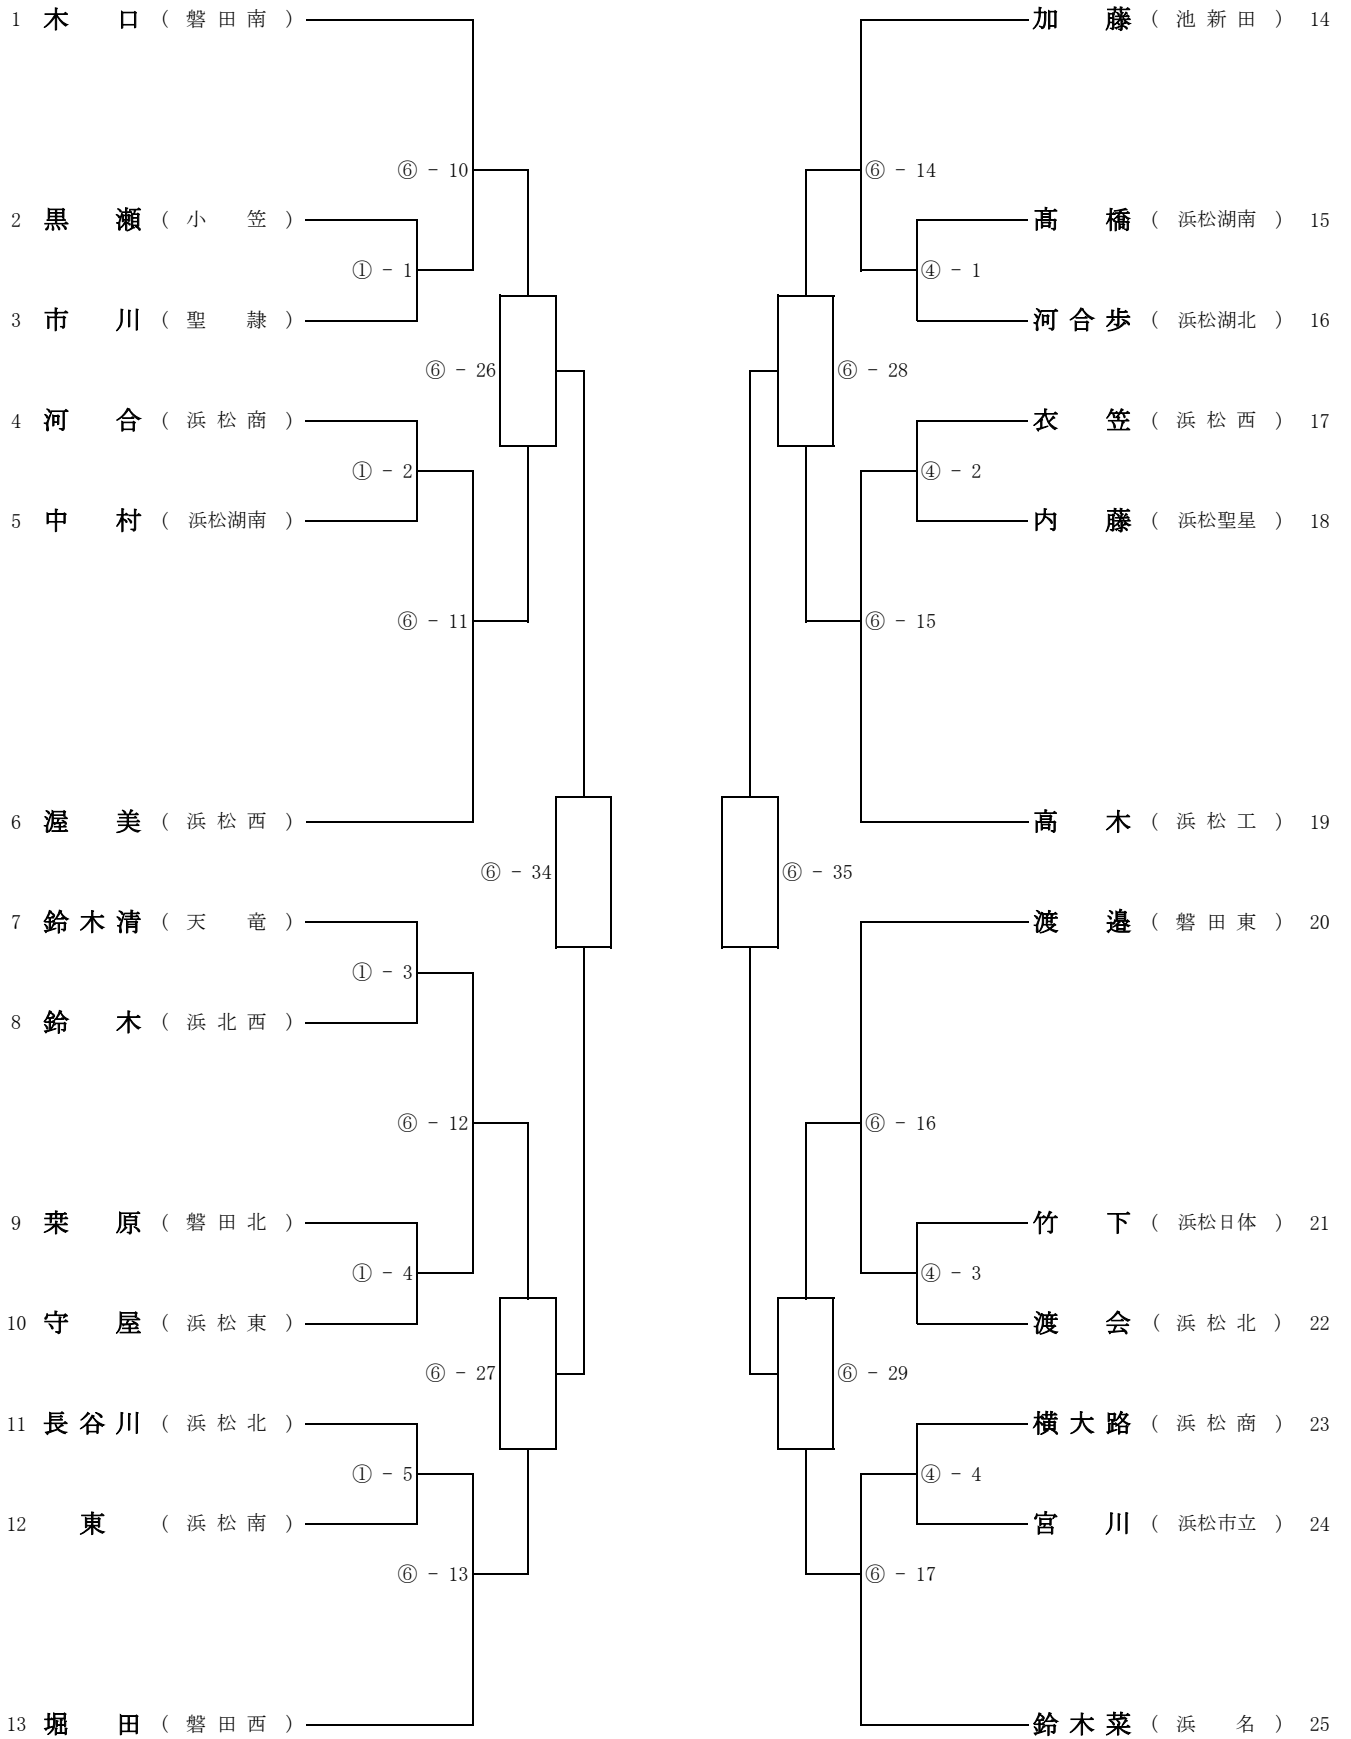 1 木口 ( 磐田南 ) 加藤 ( 池新田 ) 14
⑥ - 10 ⑥ - 14
2 黒瀬 ( 小笠 ) 髙橋 ( 浜松湖南 ) 15
① - 1 ④ - 1
3 市川 ( 聖隷 ) 河合歩 ( 浜松湖北 ) 16
⑥ - 26 ⑥ - 28
4 河合 ( 浜松商 ) 衣笠 ( 浜松西 ) 17
① - 2 ④ - 2
5 中村 ( 浜松湖南 ) 内藤 ( 浜松聖星 ) 18
⑥ - 11 ⑥ - 15
6 渥美 ( 浜松西 ) 高木 ( 浜松工 ) 19
⑥ - 34 ⑥ - 35
7 鈴木清 ( 天竜 ) 渡邉 ( 磐田東 ) 20
① - 3
8 鈴木 ( 浜北西 )
⑥ - 12 ⑥ - 16
9 桒原 ( 磐田北 ) 竹下 ( 浜松日体 ) 21
① - 4 ④ - 3
10 守屋 ( 浜松東 ) 渡会 ( 浜松北 ) 22
⑥ - 27 ⑥ - 29
11 長谷川 ( 浜松北 ) 横大路 ( 浜松商 ) 23
① - 5 ④ - 4
12 東 ( 浜松南 ) 宮川 ( 浜松市立 ) 24
⑥ - 13 ⑥ - 17
13 堀田 ( 磐田西 ) 鈴木菜 ( 浜名 ) 25